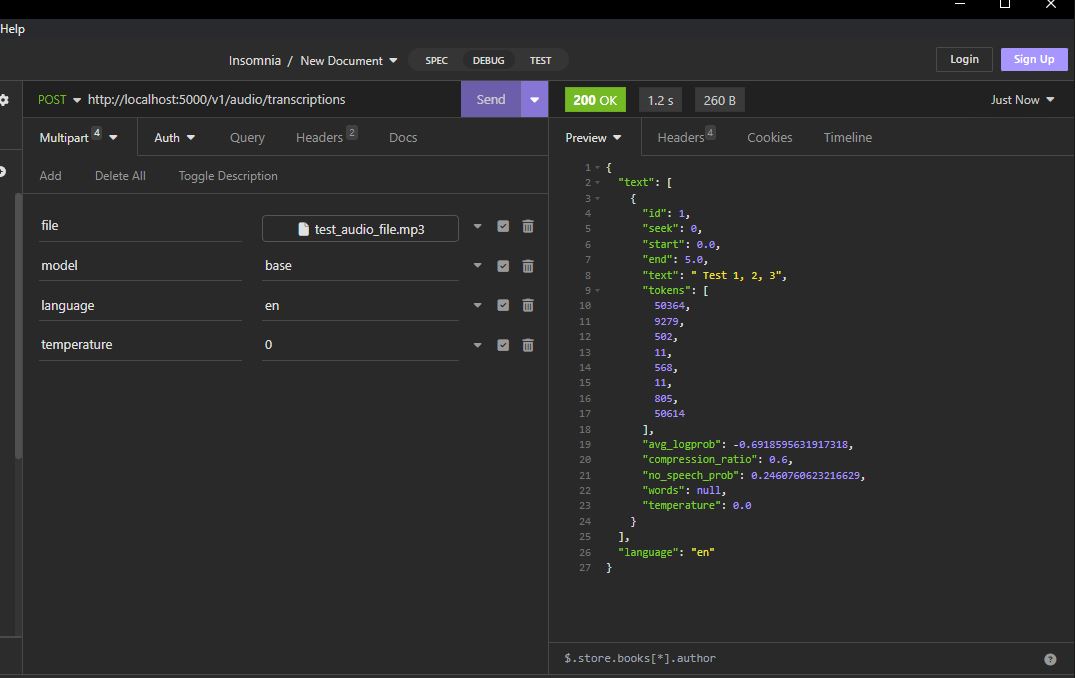 Help
Insomnia / New Document SPEC DEBUG TEST Login Sign Up
POST http://localhost:5000/v1/audio/transcriptions Send 200 OK 1.2 s 260 B Just Now
Multipart 4 Auth Query Headers 2 Docs Preview Headers 4 Cookies Timeline
Add Delete All Toggle Description
file test_audio_file.mp3
model base
language en
temperature 0
1 {
2 "text": [
3 {
4 "id": 1,
5 "seek": 0,
6 "start": 0.0,
7 "end": 5.0,
8 "text": " Test 1, 2, 3",
9 "tokens": [
10 50364,
11 9279,
12 502,
13 11,
14 568,
15 11,
16 805,
17 50614
18 ],
19 "avg_logprob": -0.6918595631917318,
20 "compression_ratio": 0.6,
21 "no_speech_prob": 0.2460760623216629,
22 "words": null,
23 "temperature": 0.0
24 }
25 ],
26 "language": "en"
27 }
$.store.books[*].author ?